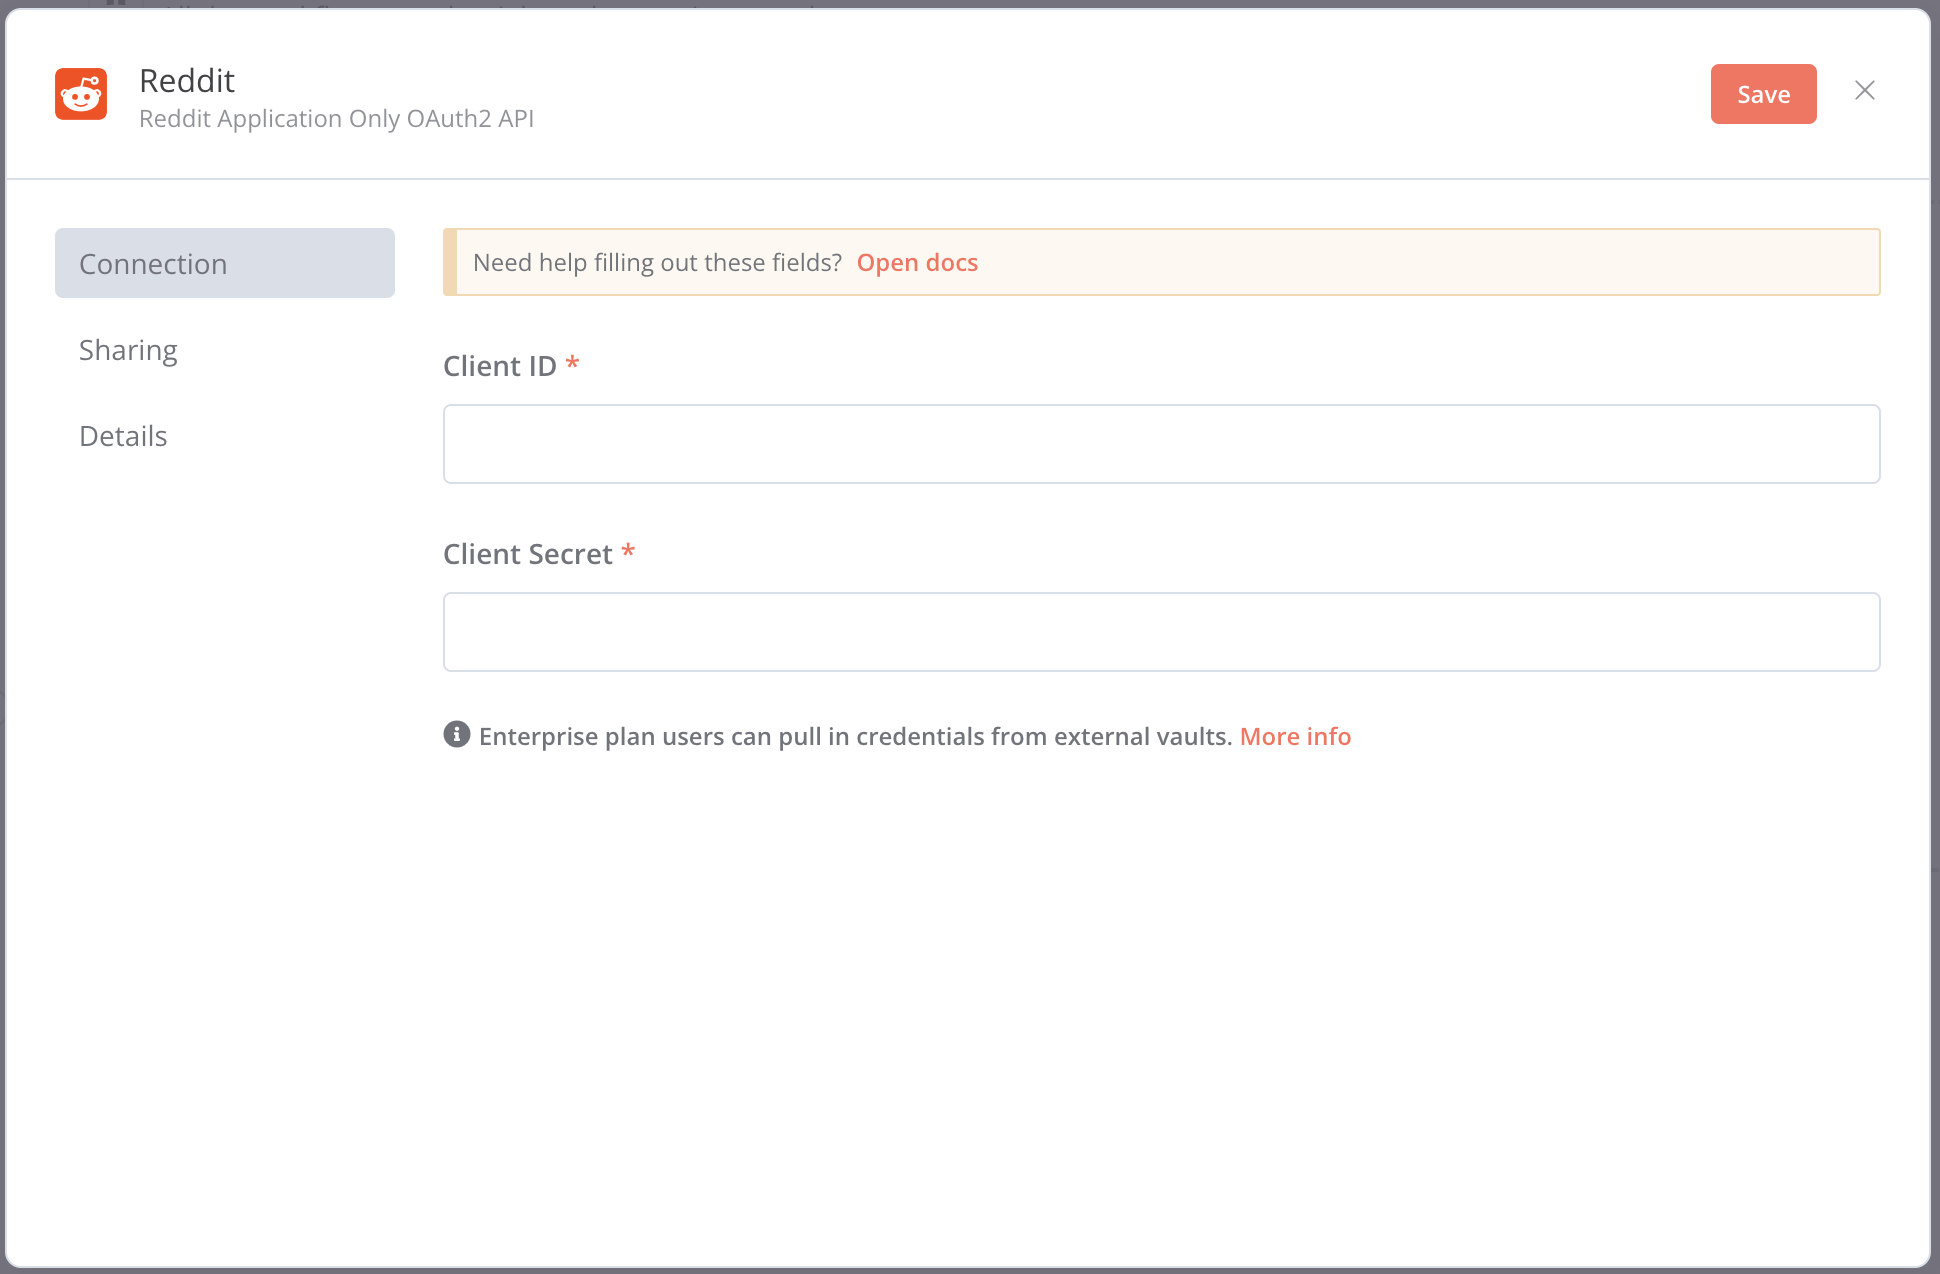 Reddit
Reddit Application Only OAuth2 API
Save
Connection
Sharing
Details
Need help filling out these fields? Open docs
Client ID *
Client Secret *
Enterprise plan users can pull in credentials from external vaults. More info